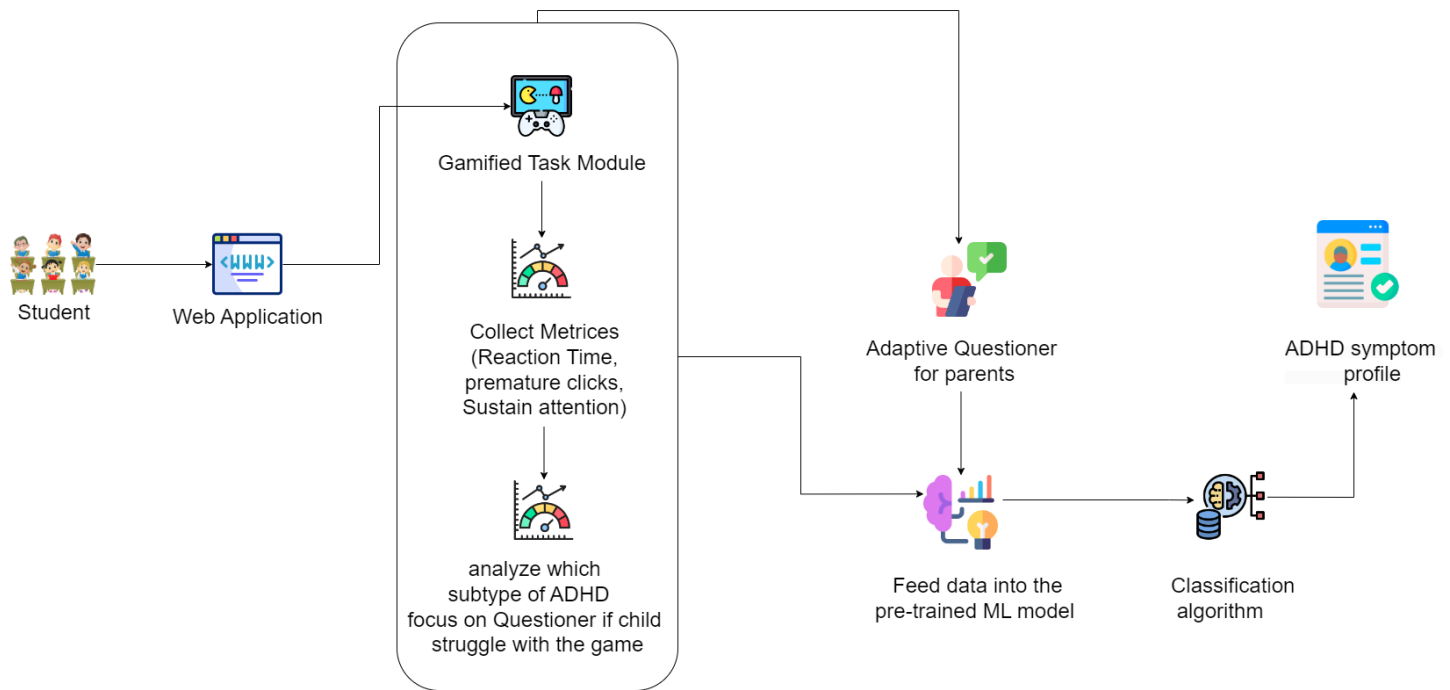 Gamified Task Module
Student
<WWW>
Web Application
Collect Metrices
(Reaction Time,
premature clicks,
Sustain attention)
Adaptive Questioner
for parents
ADHD symptom
profile
analyze which
subtype of ADHD
focus on Questioner if child
struggle with the game
Feed data into the
pre-trained ML model
Classification
algorithm